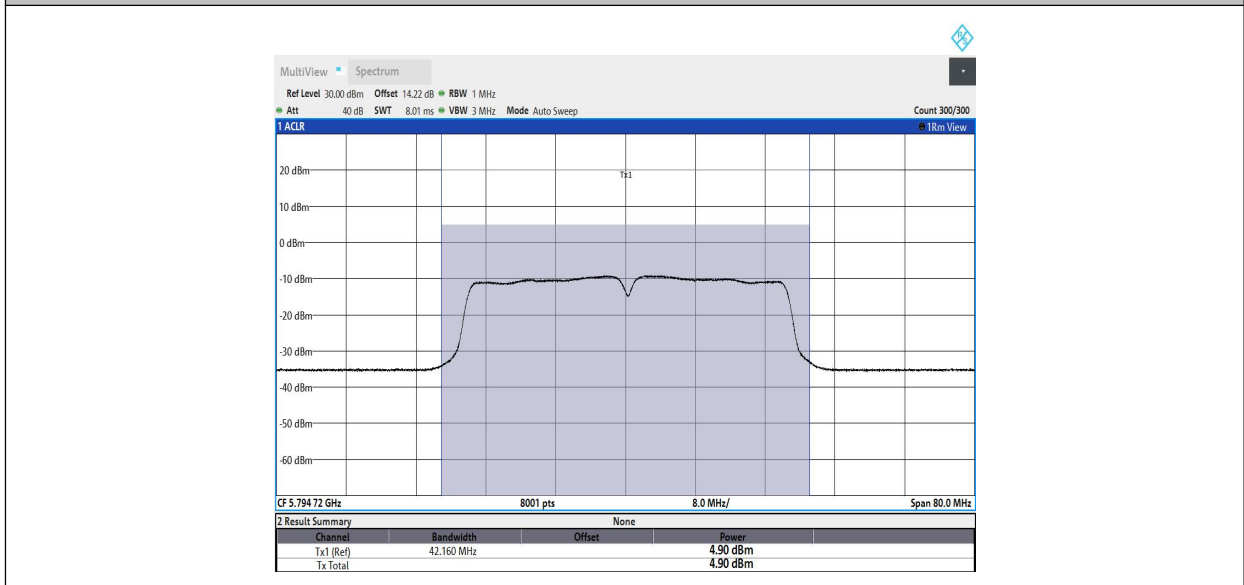 R S
MultiView Spectrum
Ref Level 30.00 dBm Offset 14.22 dB RBW 1 MHz
Att 40 dB SWT 8.01 ms VBW 3 MHz Mode Auto Sweep Count 300/300
1 ACLR 1Rm View
20 dBm
Tx1
10 dBm
0 dBm
-10 dBm
-20 dBm
-30 dBm
-40 dBm
-50 dBm
-60 dBm
CF 5.794 72 GHz 8001 pts 8.0 MHz/ Span 80.0 MHz
2 Result Summary None
Channel Bandwidth Offset Power
Tx1 (Ref) 42.160 MHz 4.90 dBm
Tx Total 4.90 dBm